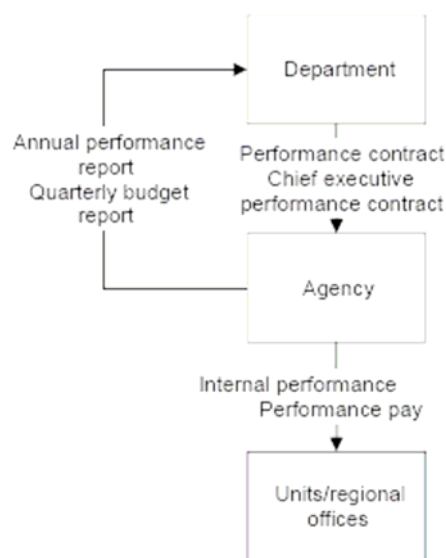 Department
Annual performance
report
Quarterly budget
report
Performance contract
Chief executive
performance contract
Agency
Internal performance
Performance pay
Units/regional
offices